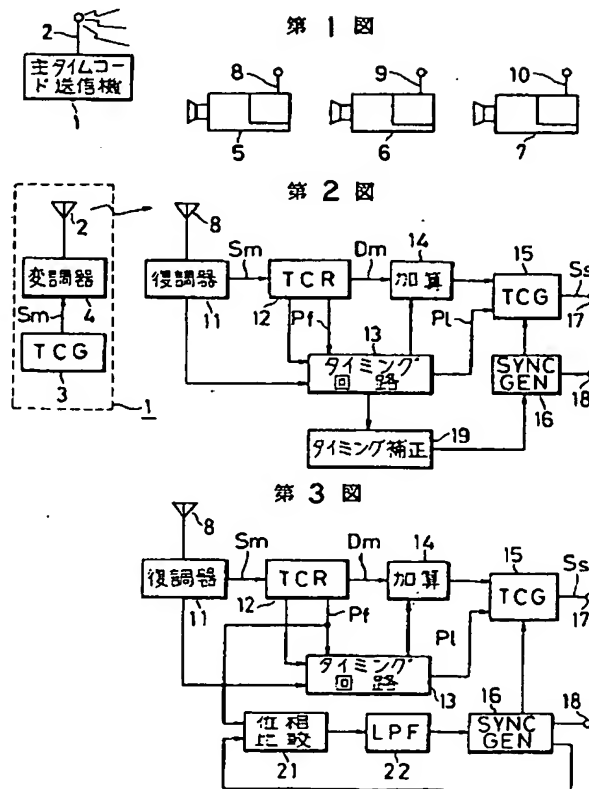 第1図
2
主タイムコー
ド送信機
1
8
9
10
5
6
7
第2図
2
8
変調器
4
Sm
TCG
3
1
復調器
11
Sm
TCR
12
Dm
14
加算
15
TCG
Ss
17
Pf
13
Pl
タイミング
回路
SYNC
GEN
16
18
タイミング補正
19
第3図
8
復調器
11
Sm
TCR
12
Dm
14
加算
15
TCG
Ss
17
Pf
Pl
タイミング
回路
13
位相
比較
21
LPF
22
16
SYNC
GEN
18